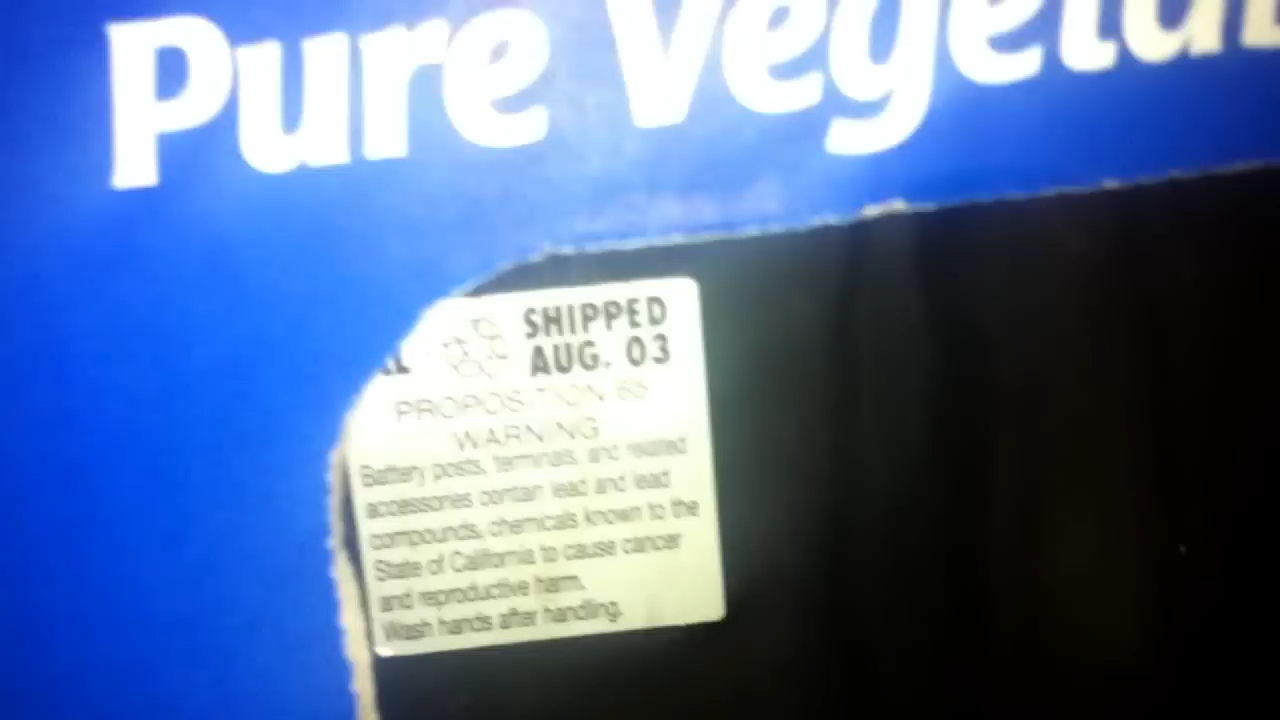 Pure Vegetab
SHIPPED
AUG. 03
PROPOSITION 65
WARNING
Battery posts, terminals, and related
accessories contain lead and lead
compounds, chemicals known to the
State of California to cause cancer
and reproductive harm.
Wash hands after handling.